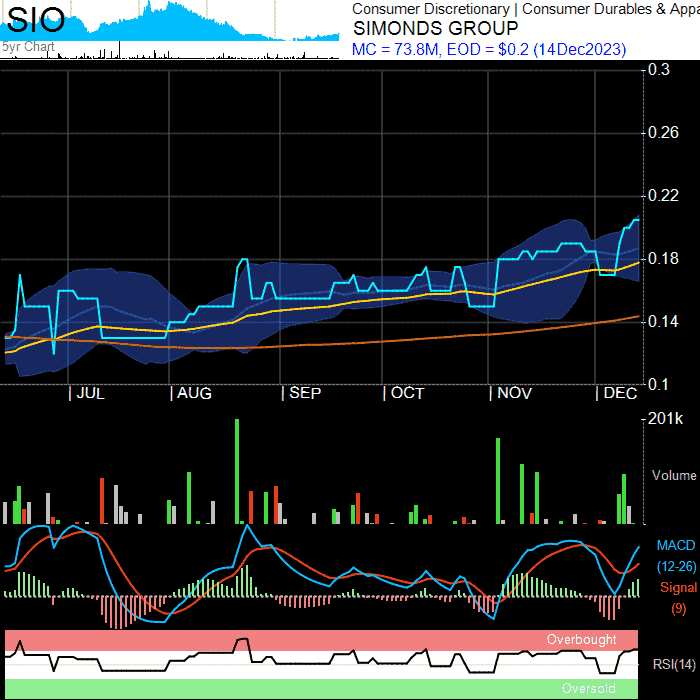 SIO
5yr Chart
Consumer Discretionary | Consumer Durables & Appa
SIMONDS GROUP
MC = 73.8M, EOD = $0.2 (14Dec2023)
0.3
0.26
0.22
0.18
0.14
0.1
JUL AUG SEP OCT NOV DEC
201k
Volume
MACD
(12-26)
Signal
(9)
Overbought
RSI(14)
Oversold